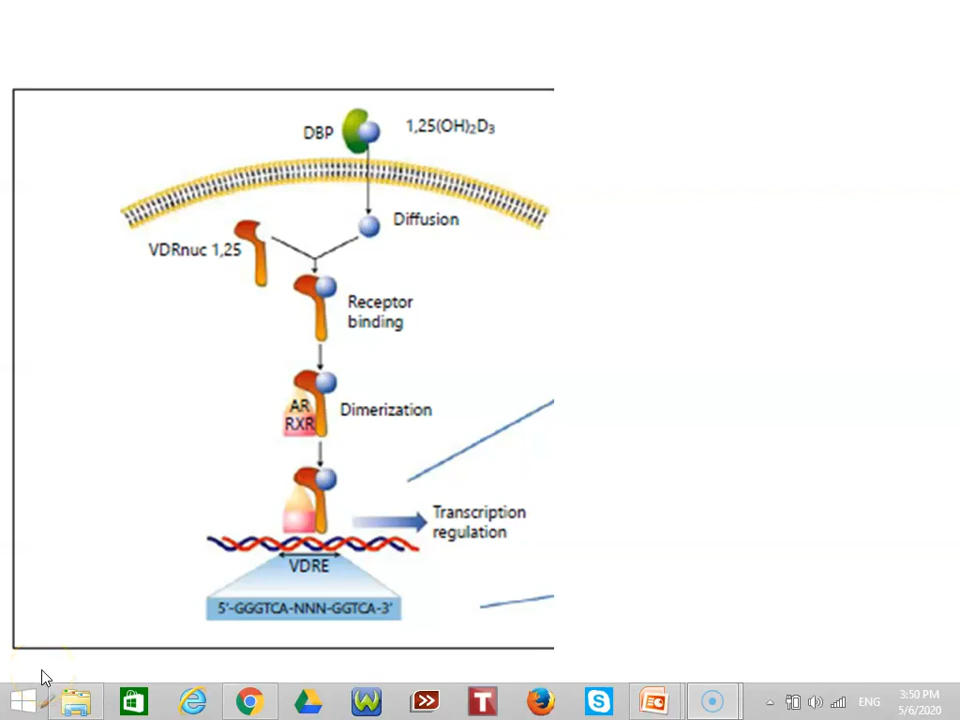 DBP
1,25(OH)₂D₃
Diffusion
VDRnuc 1,25
Receptor
binding
AR
RXR
Dimerization
Transcription
regulation
VDRE
5'-GGGTCA-NNN-GGTCA-3'
ENG
3:50 PM
5/6/2020